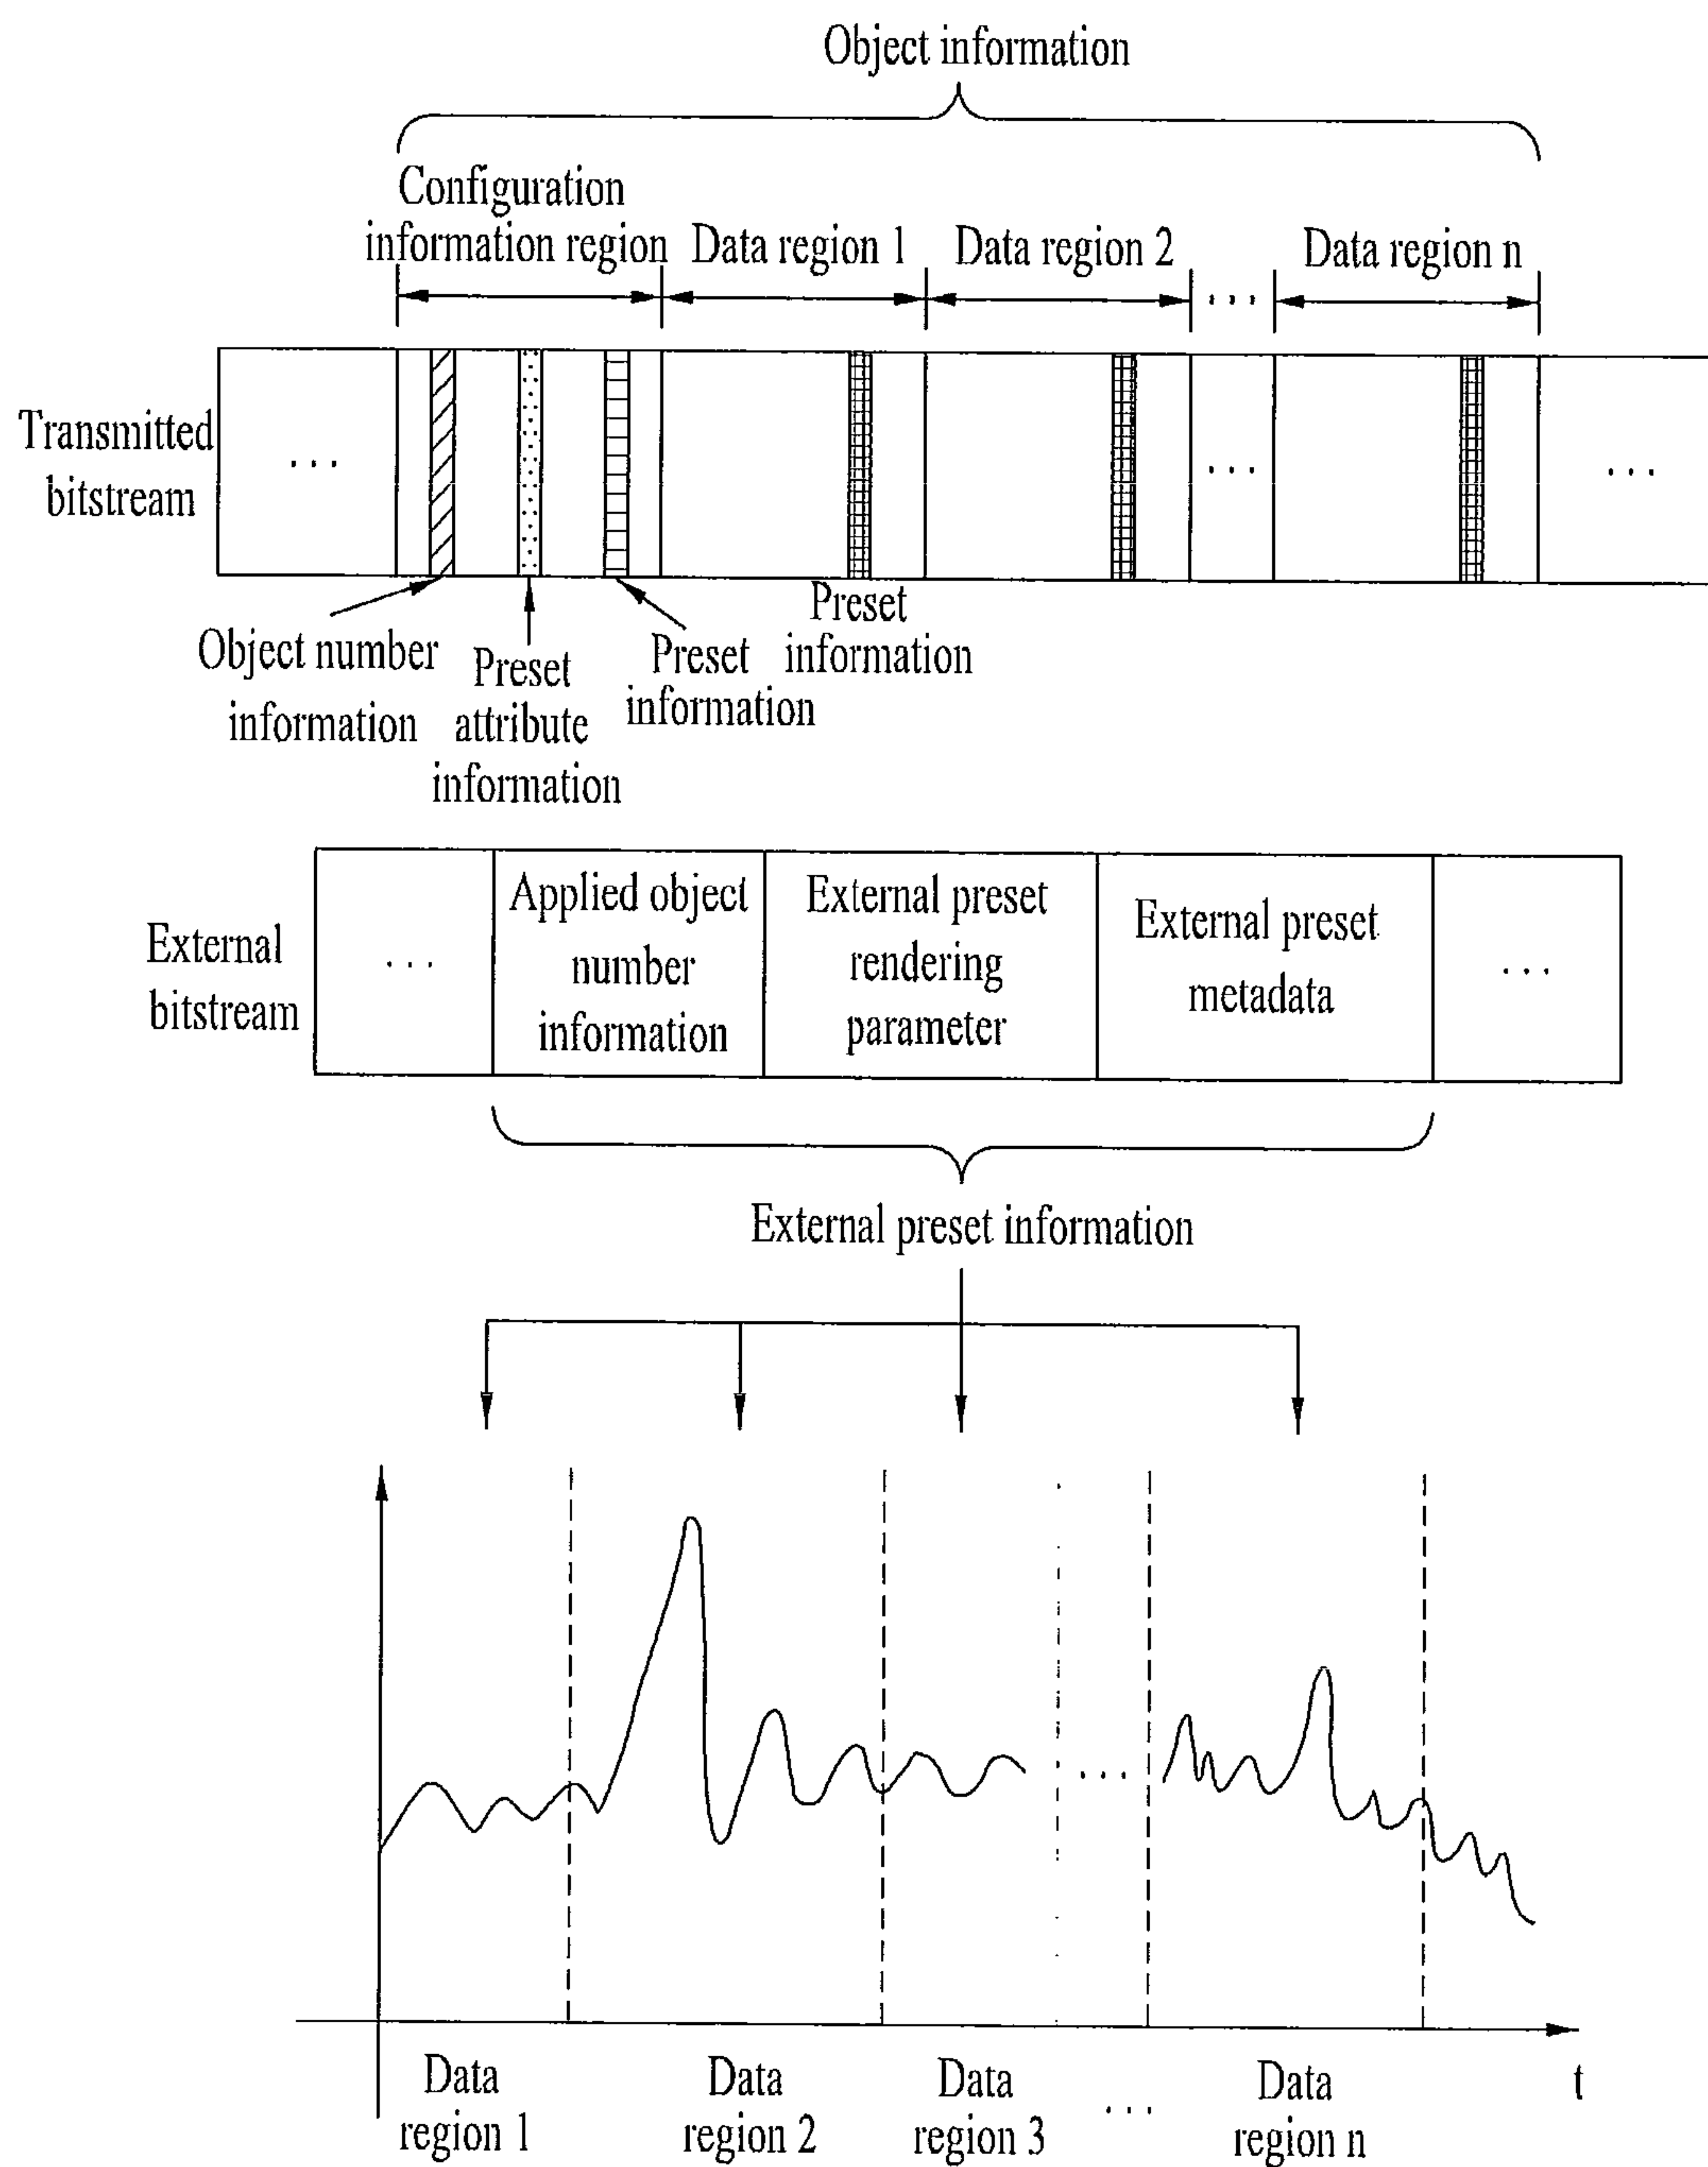 Object information
Configuration
information region
Data region 1
Data region 2
...
Data region n
Transmitted
bitstream
...
...
...
Object number
information
Preset
attribute
information
Preset
information
Preset
information
External
bitstream
...
Applied object
number
information
External preset
rendering
parameter
External preset
metadata
...
External preset information
...
Data
region 1
Data
region 2
Data
region 3
...
Data
region n
t